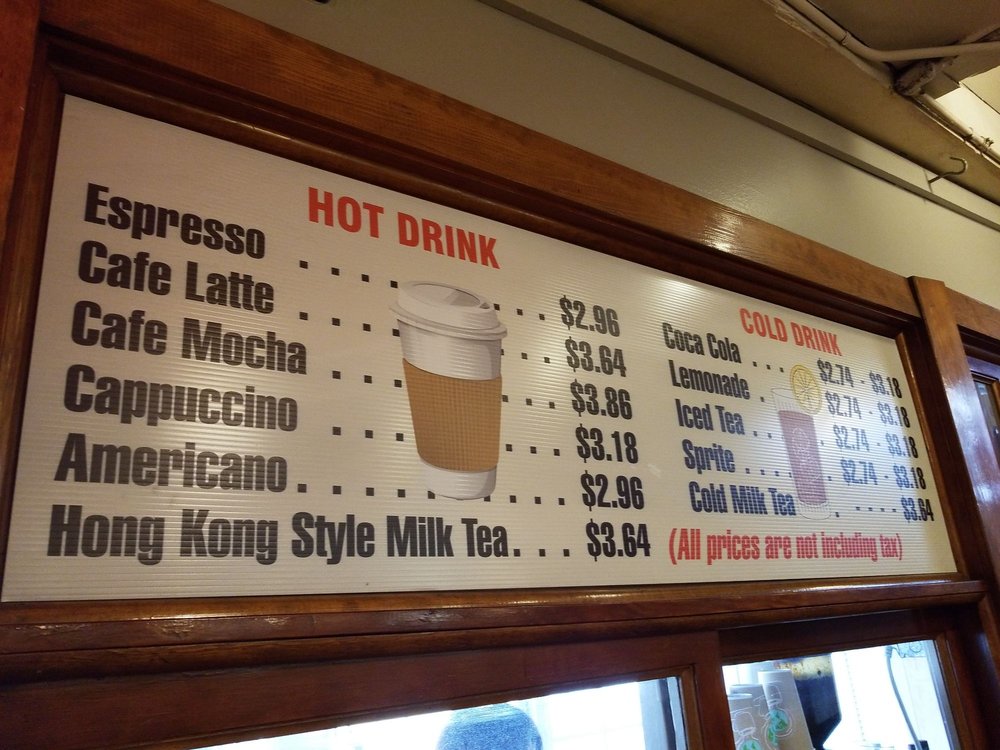 HOT DRINK
Espresso . . . . . . . . $2.96
Cafe Latte . . . . . . . . $3.64
Cafe Mocha . . . . . . . . $3.86
Cappuccino . . . . . . . . $3.18
Americano . . . . . . . . $2.96
Hong Kong Style Milk Tea. . . $3.64
COLD DRINK
Coca Cola . . . $2.74 - $3.18
Lemonade . $2.74 - $3.18
Iced Tea . . . $2.74 - $3.18
Sprite . . . . . $2.74 - $3.18
Cold Milk Tea . . . . . $3.64
(All prices are not including tax)